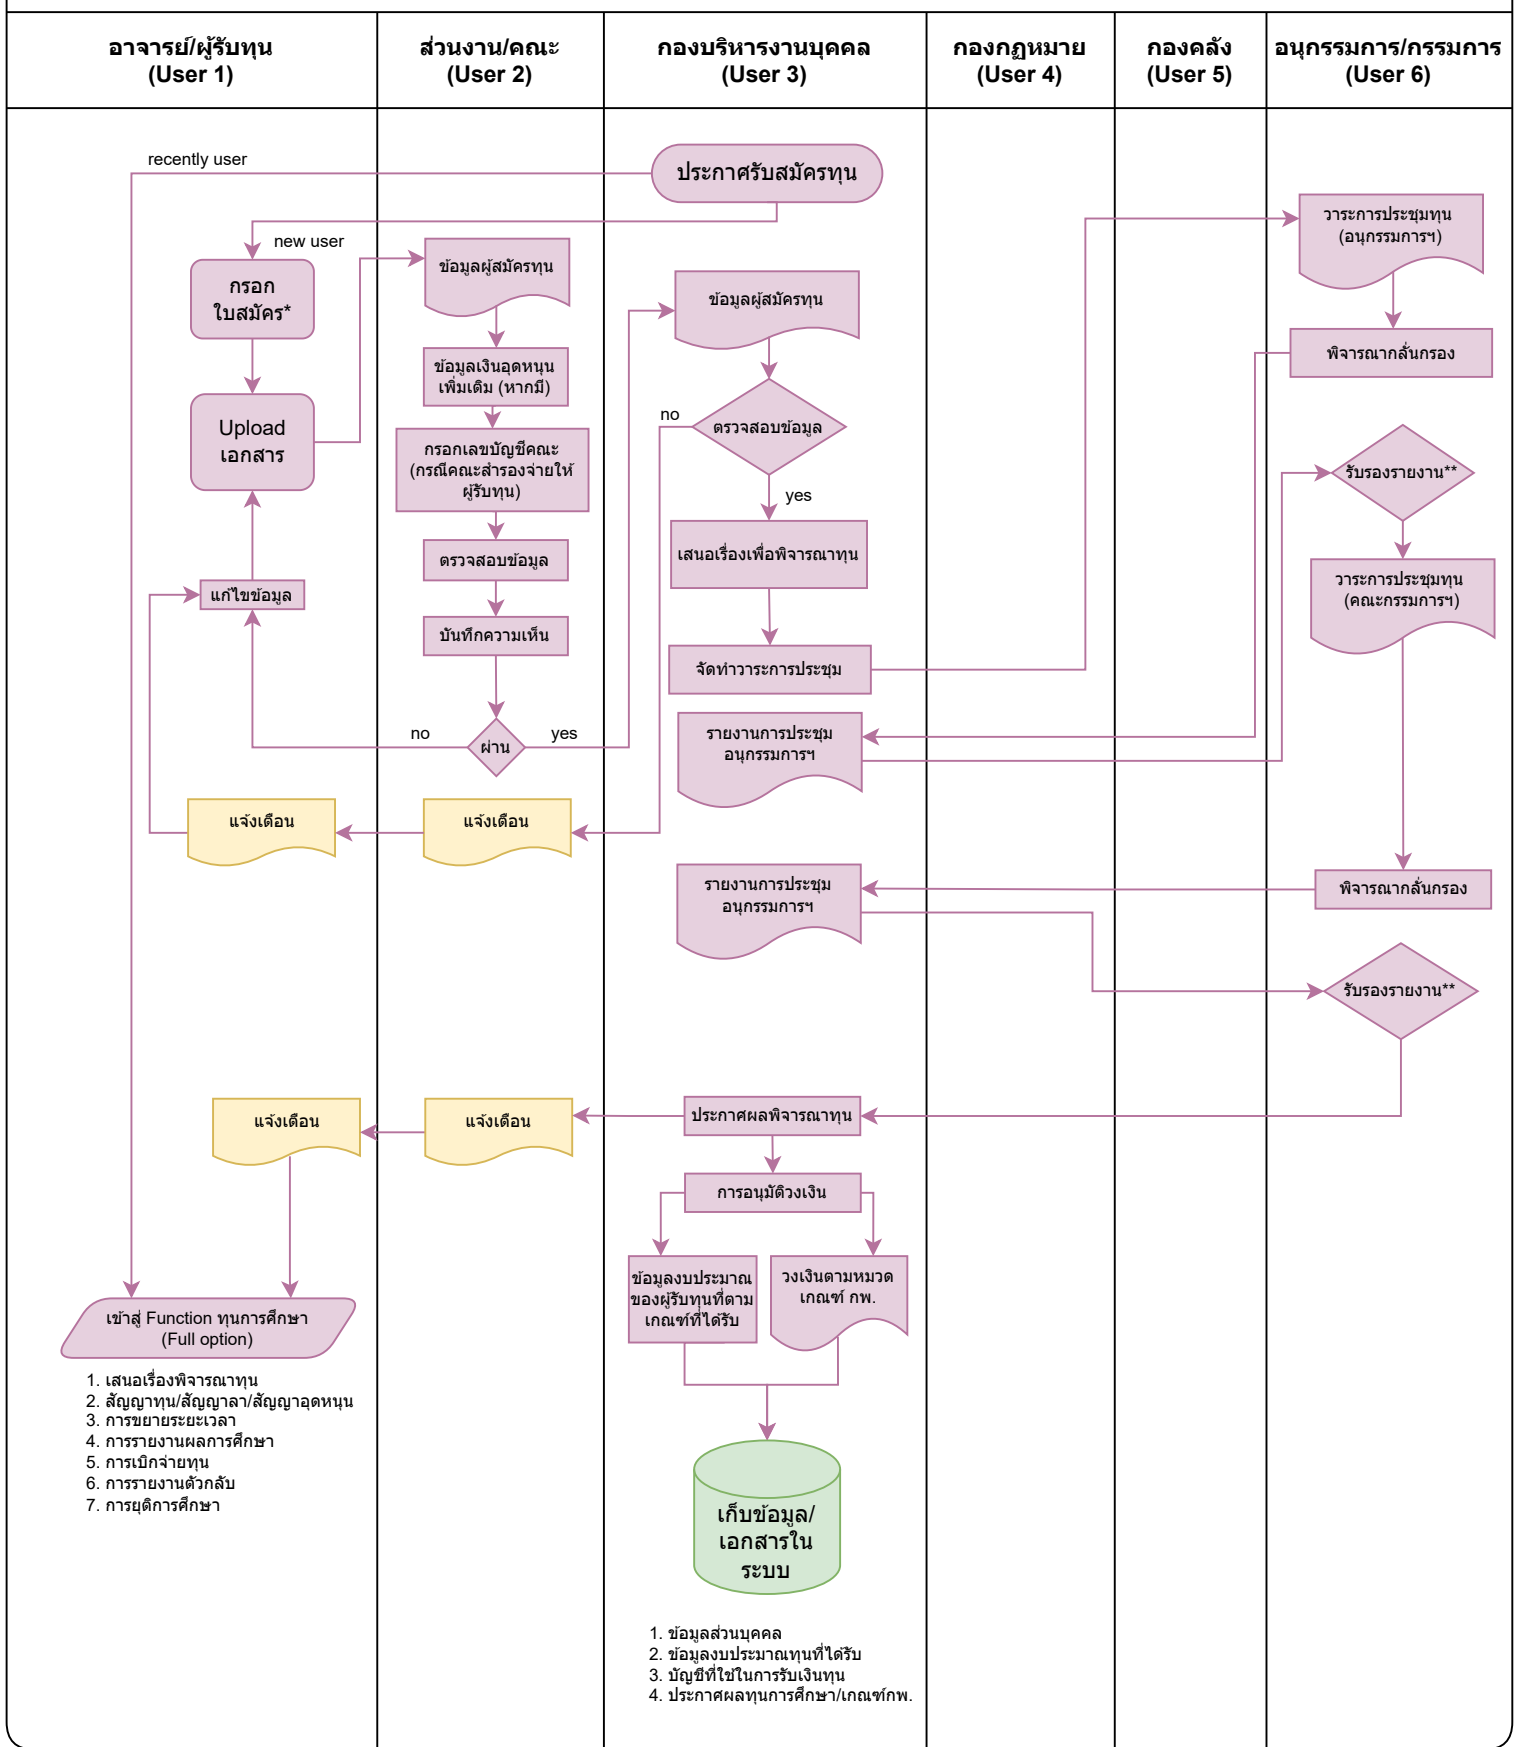 อาจารย์/ผู้รับทุน
(User 1)
ส่วนงาน/คณะ
(User 2)
กองบริหารงานบุคคล
(User 3)
กองกฏหมาย
(User 4)
กองคลัง
(User 5)
อนุกรรมการ/กรรมการ
(User 6)
recently user
ประกาศรับสมัครทุน
new user
กรอก
ใบสมัคร*
Upload
เอกสาร
แก้ไขข้อมูล
ข้อมูลผู้สมัครทุน
ข้อมูลเงินอุดหนุน
เพิ่มเติม (หากมี)
กรอกเลขบัญชีคณะ
(กรณีคณะสำรองจ่ายให้
ผู้รับทุน)
ตรวจสอบข้อมูล
บันทึกความเห็น
no
ผ่าน
yes
ข้อมูลผู้สมัครทุน
no
ตรวจสอบข้อมูล
yes
เสนอเรื่องเพื่อพิจารณาทุน
จัดทำวาระการประชุม
วาระการประชุมทุน
(อนุกรรมการฯ)
พิจารณากลั่นกรอง
รายงานการประชุม
อนุกรรมการฯ
รับรองรายงาน**
วาระการประชุมทุน
(คณะกรรมการฯ)
แจ้งเตือน
แจ้งเตือน
รายงานการประชุม
อนุกรรมการฯ
พิจารณากลั่นกรอง
รับรองรายงาน**
แจ้งเตือน
แจ้งเตือน
ประกาศผลพิจารณาทุน
การอนุมัติวงเงิน
ข้อมูลงบประมาณ
ของผู้รับทุนที่ตาม
เกณฑ์ที่ได้รับ
วงเงินตามหมวด
เกณฑ์ กพ.
เข้าสู่ Function ทุนการศึกษา
(Full option)
1. เสนอเรื่องพิจารณาทุน
2. สัญญาทุน/สัญญาลา/สัญญาอุดหนุน
3. การขยายระยะเวลา
4. การรายงานผลการศึกษา
5. การเบิกจ่ายทุน
6. การรายงานตัวกลับ
7. การยุติการศึกษา
เก็บข้อมูล/
เอกสารใน
ระบบ
1. ข้อมูลส่วนบุคคล
2. ข้อมูลงบประมาณทุนที่ได้รับ
3. บัญชีที่ใช้ในการรับเงินทุน
4. ประกาศผลทุนการศึกษา/เกณฑ์กพ.